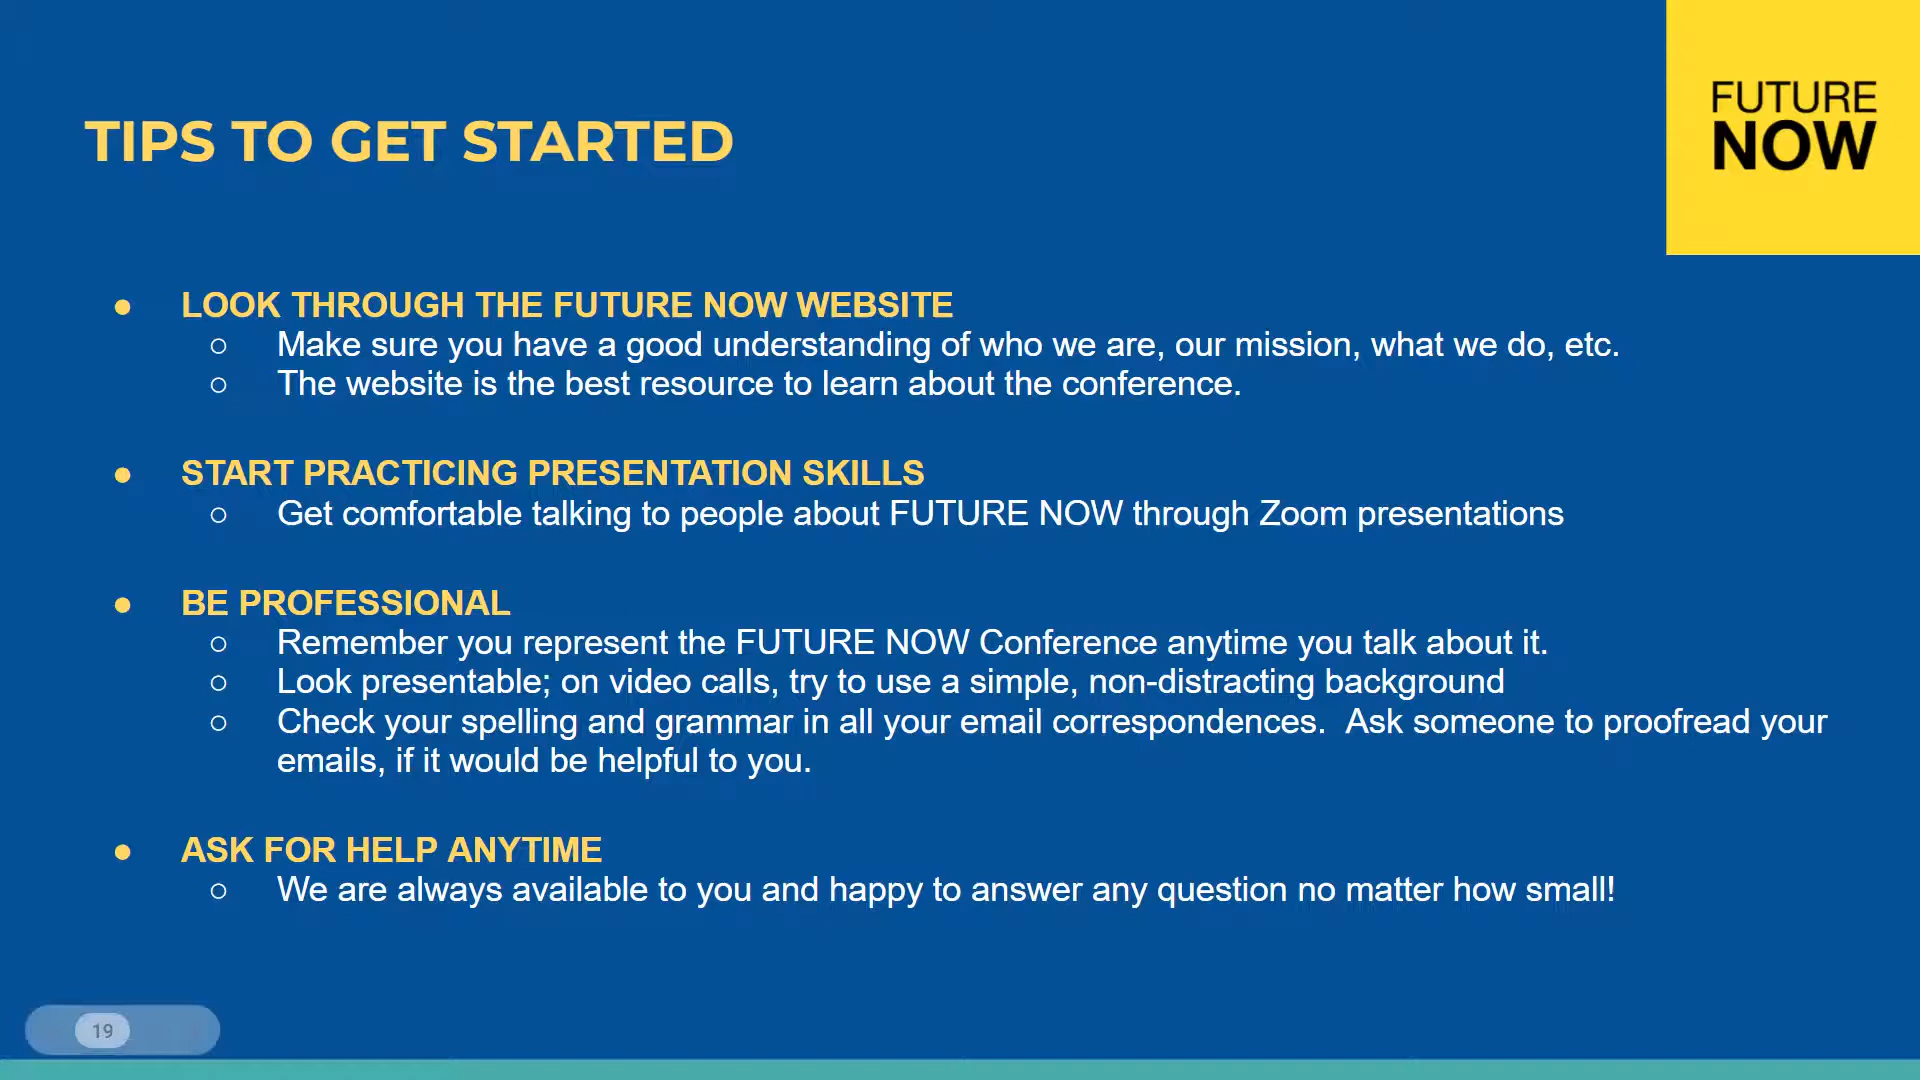 FUTURE
NOW
TIPS TO GET STARTED
● LOOK THROUGH THE FUTURE NOW WEBSITE
○ Make sure you have a good understanding of who we are, our mission, what we do, etc.
○ The website is the best resource to learn about the conference.
● START PRACTICING PRESENTATION SKILLS
○ Get comfortable talking to people about FUTURE NOW through Zoom presentations
● BE PROFESSIONAL
○ Remember you represent the FUTURE NOW Conference anytime you talk about it.
○ Look presentable; on video calls, try to use a simple, non-distracting background
○ Check your spelling and grammar in all your email correspondences.  Ask someone to proofread your
emails, if it would be helpful to you.
● ASK FOR HELP ANYTIME
○ We are always available to you and happy to answer any question no matter how small!
19